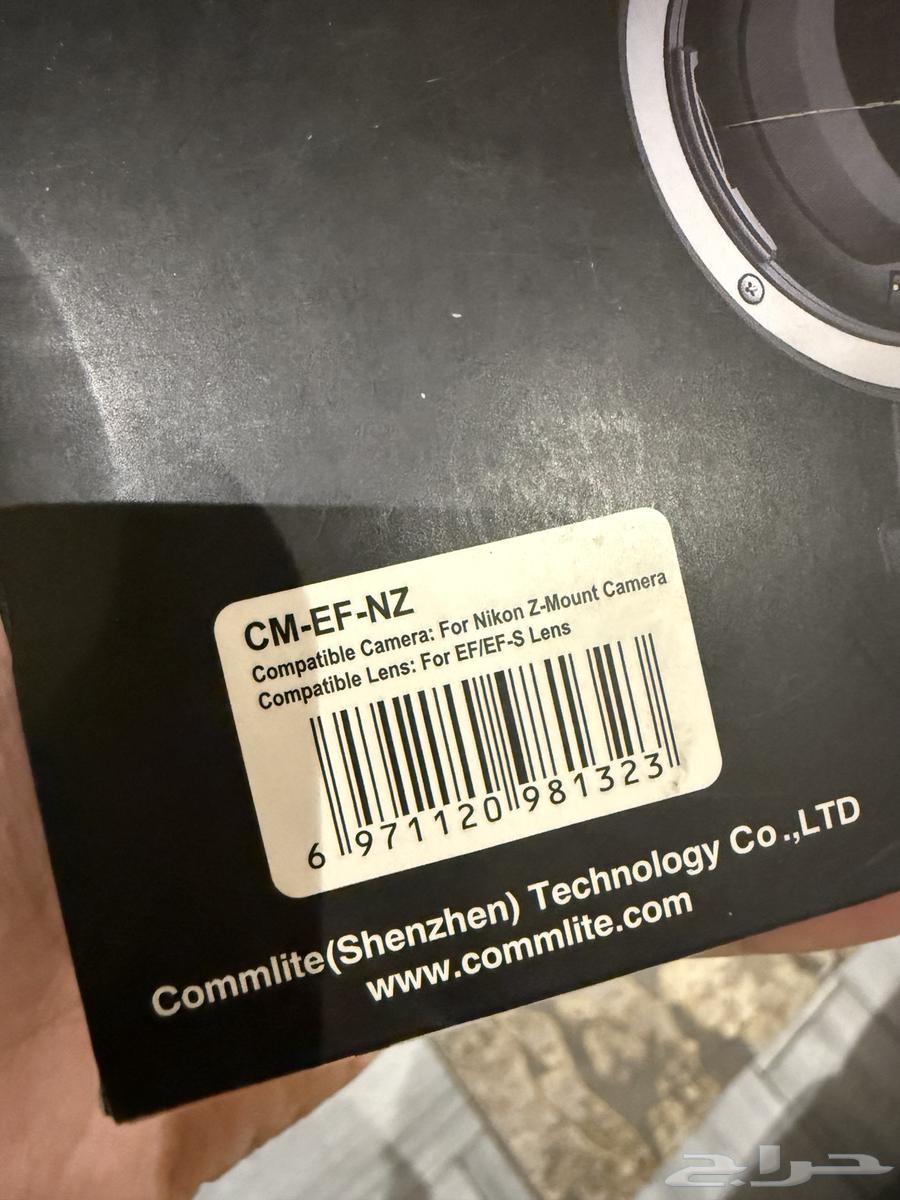 CM-EF-NZ
Compatible Camera: For Nikon Z-Mount Camera
Compatible Lens: For EF/EF-S Lens
6 971120 981323
Commlite(Shenzhen) Technology Co .,LTD
www.commlite.com
حراج